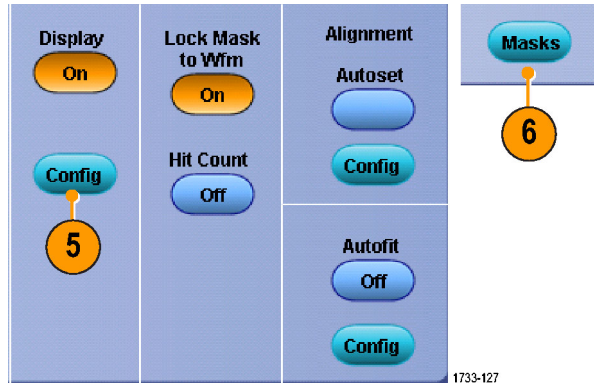 Display
On
Config
5
Lock Mask
to Wfm
On
Hit Count
Off
Alignment
Autoset
Config
Autofit
Off
Config
Masks
6
1733-127